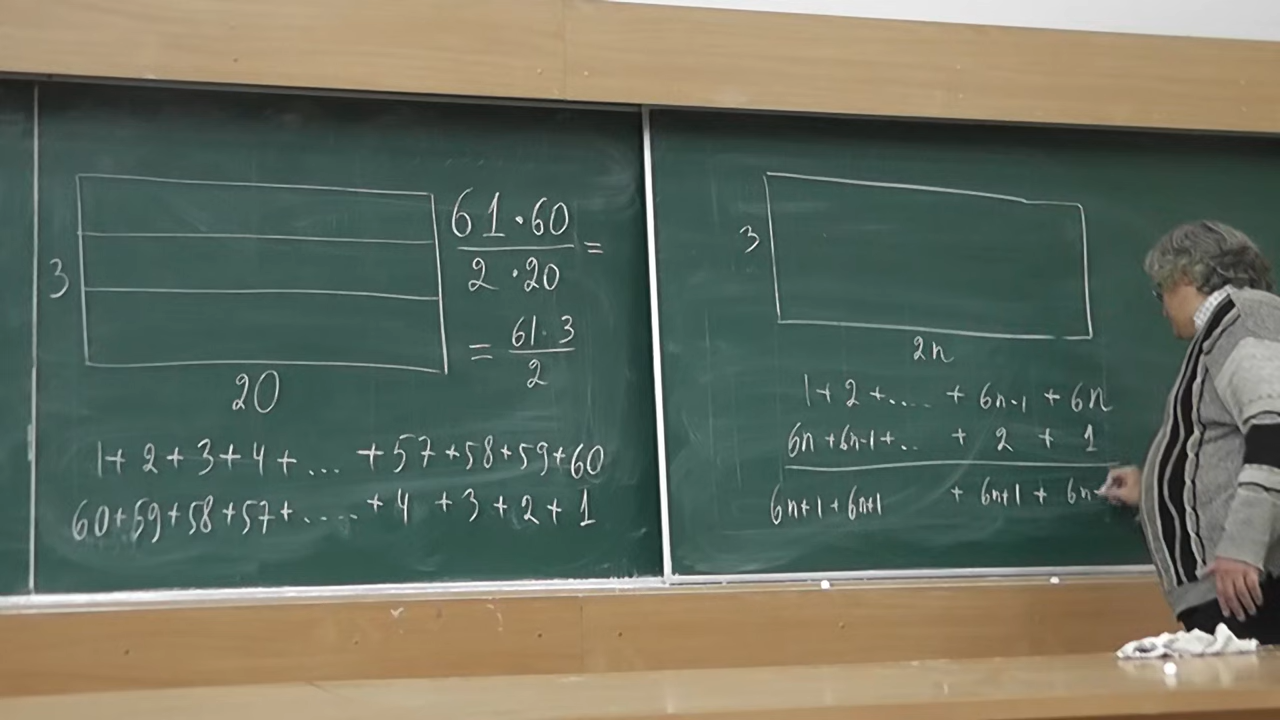 3
20
61·60
2·20
=
= 61·3
2
1+2+3+4+...+57+58+59+60
60+59+58+57+....+4+3+2+1
3
2n
1+2+....+6n-1+6n
6n+6n-1+..+2+1
6n+1+6n+1 +6n+1+6n+